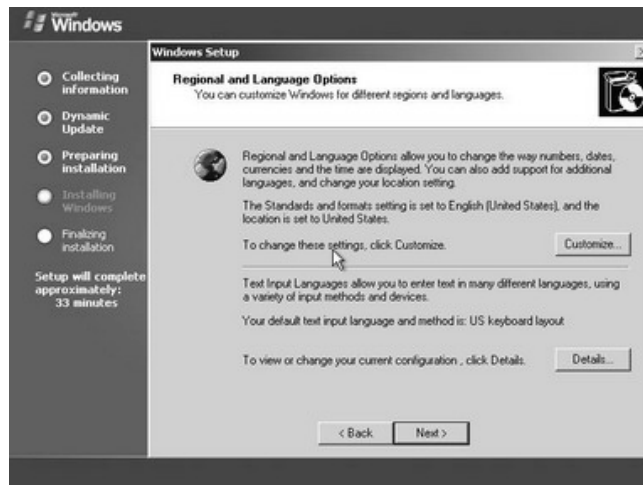 Microsoft
Windows
Collecting
information
Dynamic
Update
Preparing
installation
Installing
Windows
Finalizing
installation
Setup will complete
approximately:
33 minutes
Windows Setup
Regional and Language Options
You can customize Windows for different regions and languages.
Regional and Language Options allow you to change the way numbers, dates,
currencies and the time are displayed. You can also add support for additional
languages, and change your location setting.
The Standards and formats setting is set to English (United States), and the
location is set to United States.
To change these settings, click Customize.
Customize...
Text Input Languages allow you to enter text in many different languages, using
a variety of input methods and devices.
Your default text input language and method is: US keyboard layout
To view or change your current configuration , click Details.
Details...
< Back
Next >